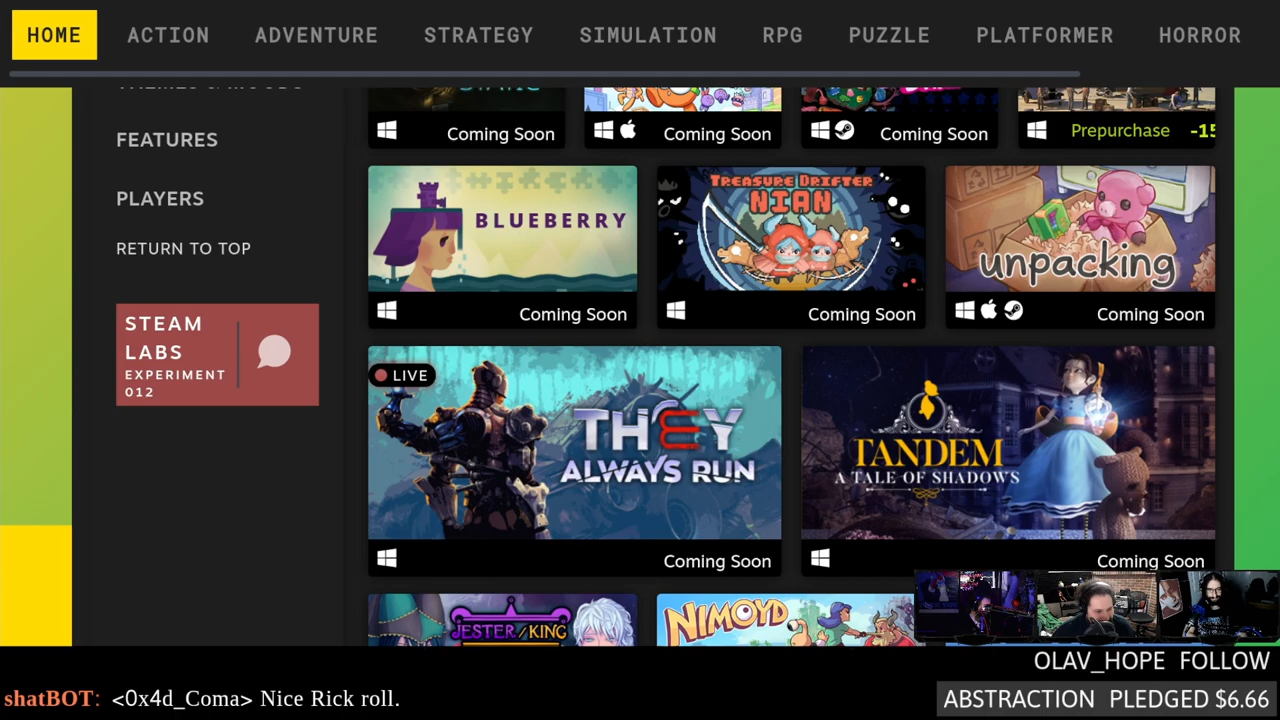 HOME ACTION ADVENTURE STRATEGY SIMULATION RPG PUZZLE PLATFORMER HORROR
FEATURES
PLAYERS
RETURN TO TOP
STEAM
LABS
EXPERIMENT
012
Coming Soon
Coming Soon
Coming Soon
Prepurchase -15
BLUEBERRY
Coming Soon
TREASURE DRIFTER
NIAN
Coming Soon
unpacking
Coming Soon
LIVE
THEY
ALWAYS RUN
Coming Soon
TANDEM
A TALE OF SHADOWS
Coming Soon
JESTER / KING
NIMOYD
OLAV_HOPE FOLLOW
shatBOT: <0x4d_Coma> Nice Rick roll.
ABSTRACTION PLEDGED $6.66